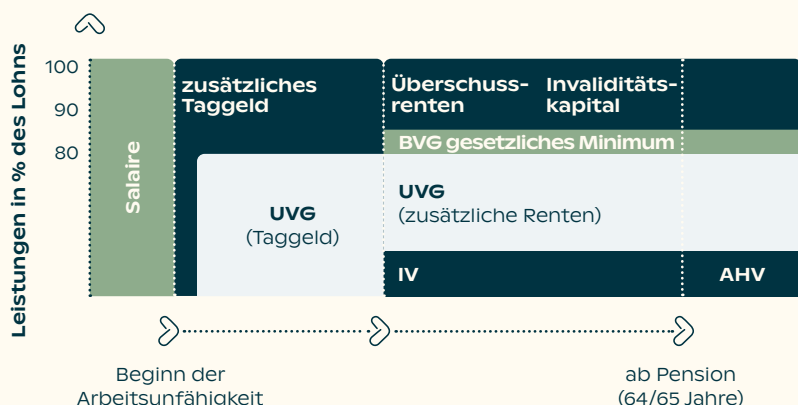 Leistungen in % des Lohns
100
90
80
Salaire
zusätzliches
Taggeld
UVG
(Taggeld)
Überschuss-
renten
Invaliditäts-
kapital
BVG gesetzliches Minimum
UVG
(zusätzliche Renten)
IV
AHV
Beginn der
Arbeitsunfähigkeit
ab Pension
(64/65 Jahre)